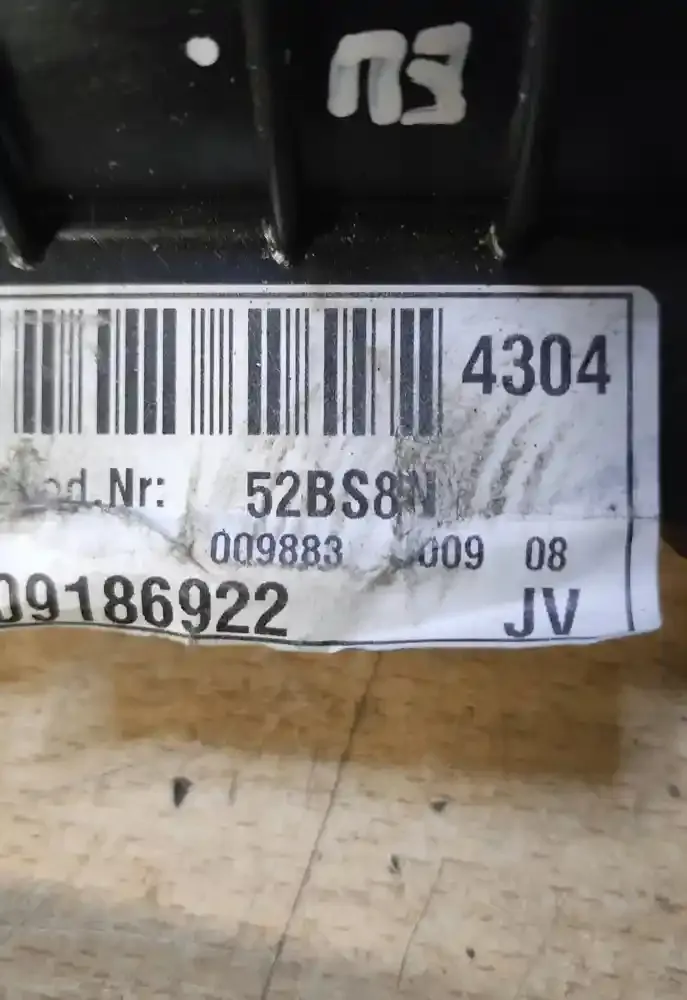 ПЗ
4304
od.Nr: 52BS8N
009883 009 08
09186922 JV